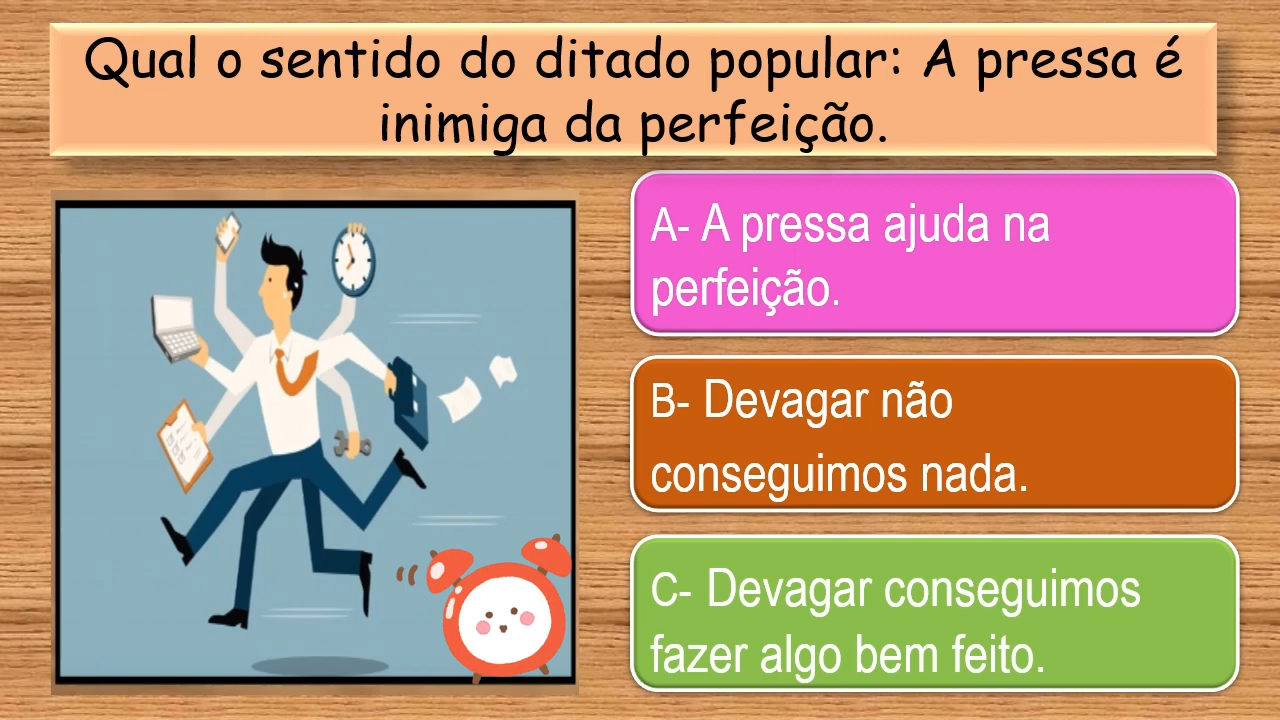 Qual o sentido do ditado popular: A pressa é
inimiga da perfeição.
A- A pressa ajuda na
perfeição.
B- Devagar não
conseguimos nada.
C- Devagar conseguimos
fazer algo bem feito.